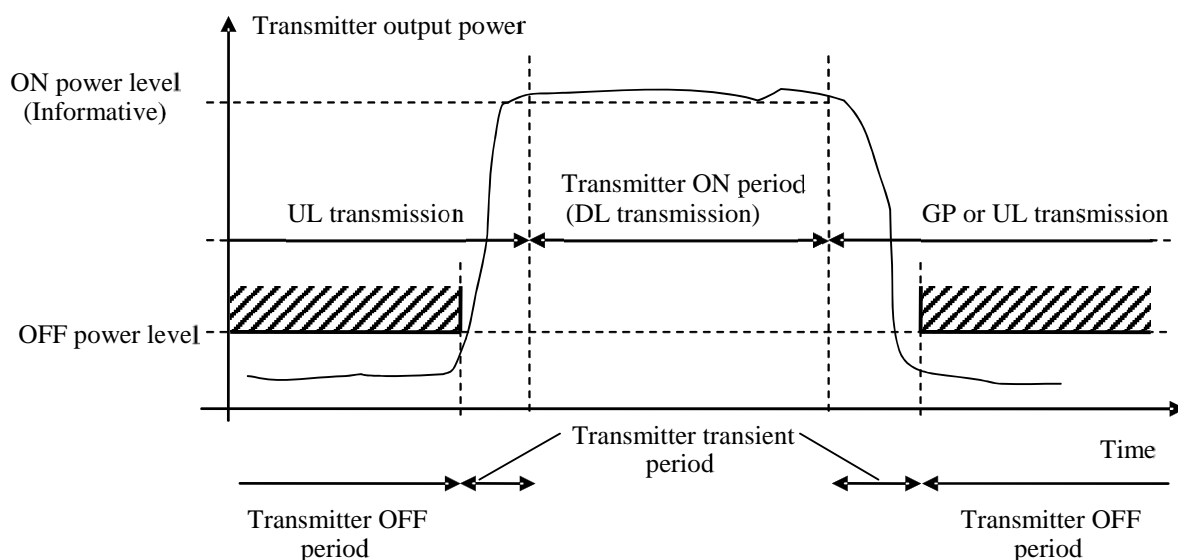 Transmitter output power
ON power level
(Informative)
Transmitter ON period
(DL transmission)
UL transmission
GP or UL transmission
OFF power level
Transmitter transient
period
Time
Transmitter OFF
period
Transmitter OFF
period